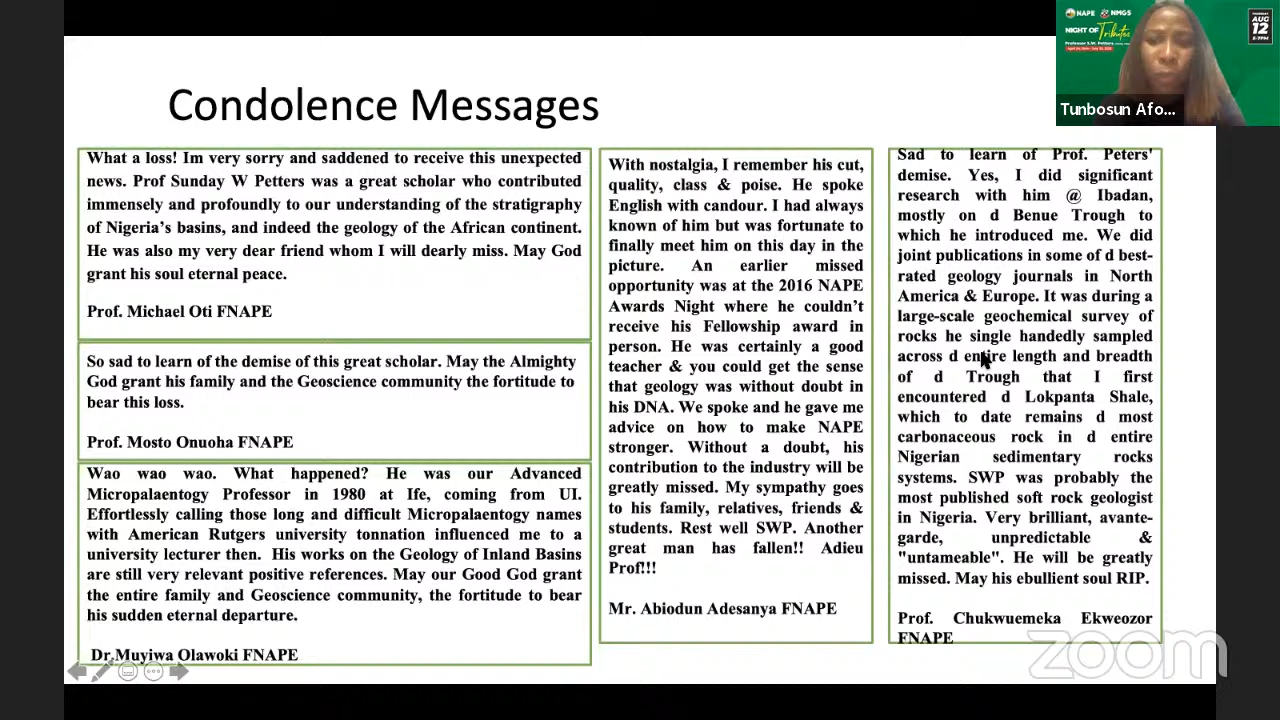 Condolence Messages
What a loss! Im very sorry and saddened to receive this unexpected
news. Prof Sunday W Petters was a great scholar who contributed
immensely and profoundly to our understanding of the stratigraphy
of Nigeria's basins, and indeed the geology of the African continent.
He was also my very dear friend whom I will dearly miss. May God
grant his soul eternal peace.
Prof. Michael Oti FNAPE
So sad to learn of the demise of this great scholar. May the Almighty
God grant his family and the Geoscience community the fortitude to
bear this loss.
Prof. Mosto Onuoha FNAPE
Wao wao wao. What happened? He was our Advanced
Micropalaentogy Professor in 1980 at Ife, coming from UI.
Effortlessly calling those long and difficult Micropalaentogy names
with American Rutgers university tonnation influenced me to a
university lecturer then. His works on the Geology of Inland Basins
are still very relevant positive references. May our Good God grant
the entire family and Geoscience community, the fortitude to bear
his sudden eternal departure.
Dr.Muyiwa Olawoki FNAPE
With nostalgia, I remember his cut,
quality, class & poise. He spoke
English with candour. I had always
known of him but was fortunate to
finally meet him on this day in the
picture. An earlier missed
opportunity was at the 2016 NAPE
Awards Night where he couldn't
receive his Fellowship award in
person. He was certainly a good
teacher & you could get the sense
that geology was without doubt in
his DNA. We spoke and he gave me
advice on how to make NAPE
stronger. Without a doubt, his
contribution to the industry will be
greatly missed. My sympathy goes
to his family, relatives, friends &
students. Rest well SWP. Another
great man has fallen!! Adieu
Prof!!!
Mr. Abiodun Adesanya FNAPE
Sad to learn of Prof. Peters'
demise. Yes, I did significant
research with him @ Ibadan,
mostly on d Benue Trough to
which he introduced me. We did
joint publications in some of d best-
rated geology journals in North
America & Europe. It was during a
large-scale geochemical survey of
rocks he single handedly sampled
across d entire length and breadth
of d Trough that I first
encountered d Lokpanta Shale,
which to date remains d most
carbonaceous rock in d entire
Nigerian sedimentary rocks
systems. SWP was probably the
most published soft rock geologist
in Nigeria. Very brilliant, avante-
garde, unpredictable &
"untameable". He will be greatly
missed. May his ebullient soul RIP.
Prof. Chukwuemeka Ekweozor
FNAPE
NAPE NMGS
NIGHT OF Tributes
Professor S.W. Petters
AUG
12
5-7PM
Tunbosun Afo...
zoom